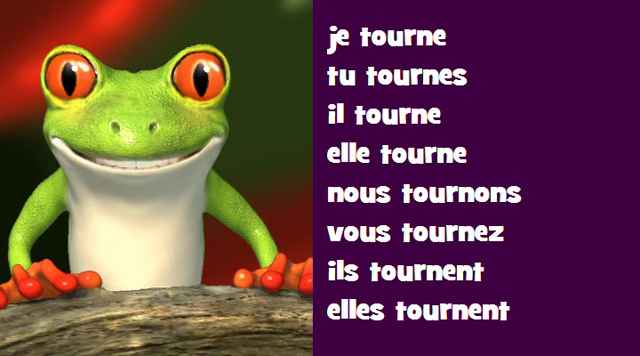 je tourne
tu tournes
il tourne
elle tourne
nous tournons
vous tournez
ils tournent
elles tournent